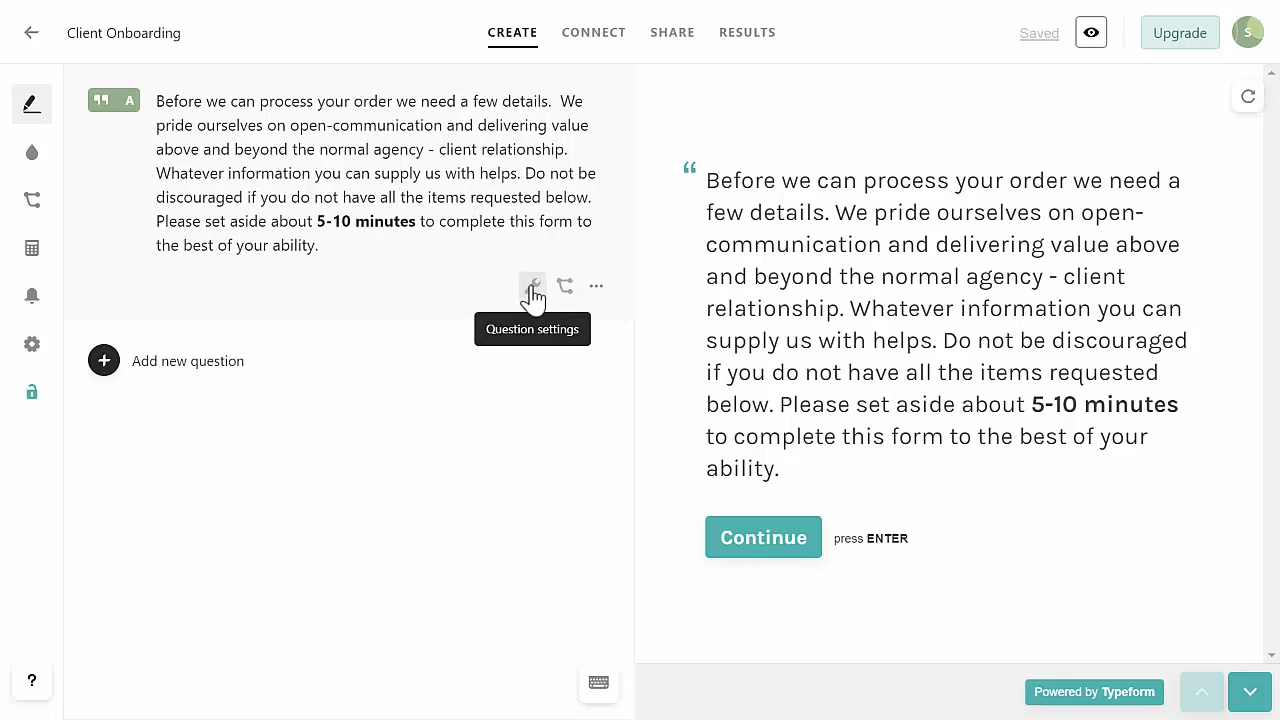 Client Onboarding
CREATE CONNECT SHARE RESULTS
Saved
Upgrade
S
A
Before we can process your order we need a few details.  We
pride ourselves on open-communication and delivering value
above and beyond the normal agency - client relationship.
Whatever information you can supply us with helps. Do not be
discouraged if you do not have all the items requested below.
Please set aside about 5-10 minutes to complete this form to
the best of your ability.
Question settings
Add new question
“
Before we can process your order we need a
few details. We pride ourselves on open-
communication and delivering value above
and beyond the normal agency - client
relationship. Whatever information you can
supply us with helps. Do not be discouraged
if you do not have all the items requested
below. Please set aside about 5-10 minutes
to complete this form to the best of your
ability.
Continue
press ENTER
?
Powered by Typeform